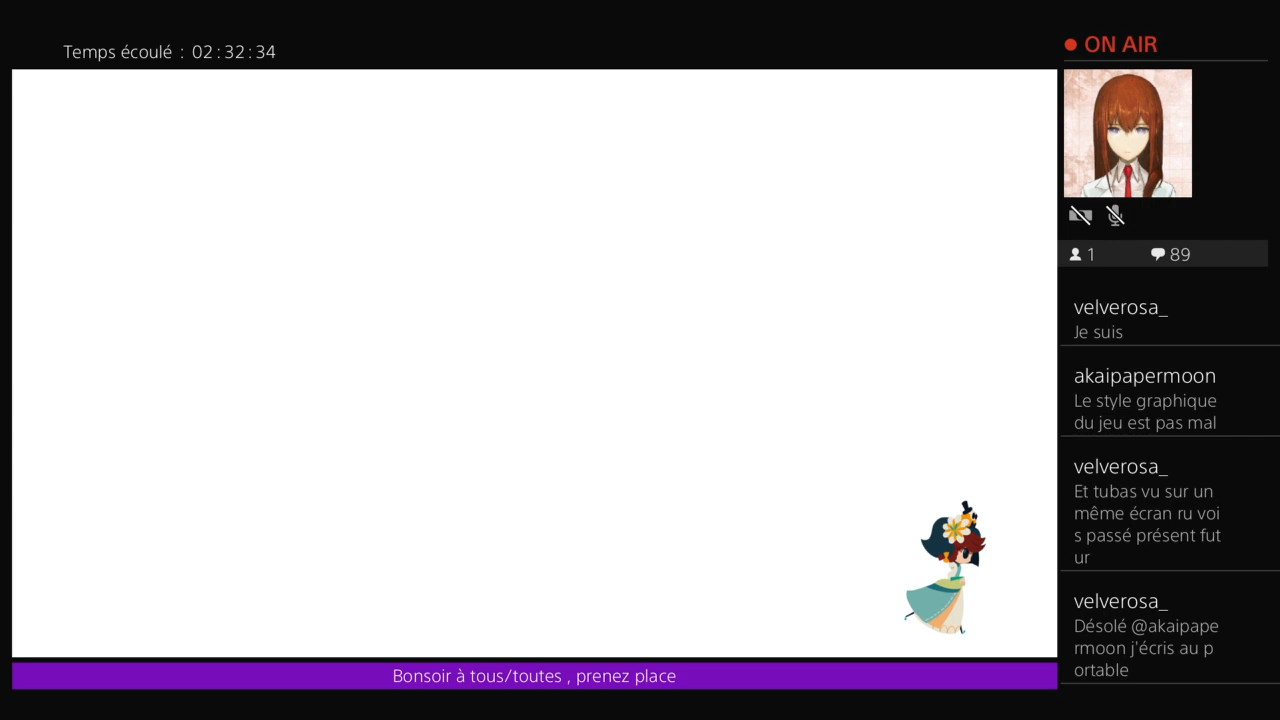 Temps écoulé : 02:32:34
ON AIR
1 89
velverosa_
Je suis
akaipapermoon
Le style graphique
du jeu est pas mal
velverosa_
Et tubas vu sur un
même écran ru voi
s passé présent fut
ur
velverosa_
Désolé @akaipape
rmoon j'écris au p
ortable
Bonsoir à tous/toutes , prenez place